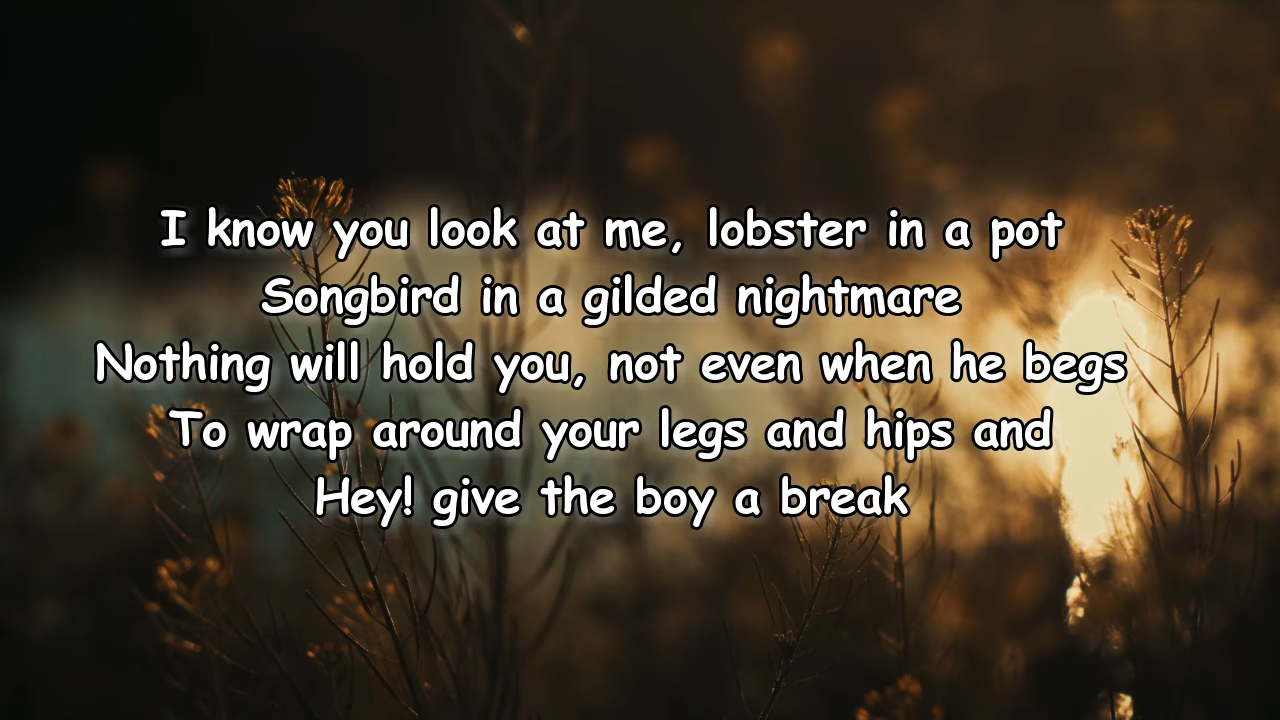 I know you look at me, lobster in a pot
Songbird in a gilded nightmare
Nothing will hold you, not even when he begs
To wrap around your legs and hips and
Hey! give the boy a break